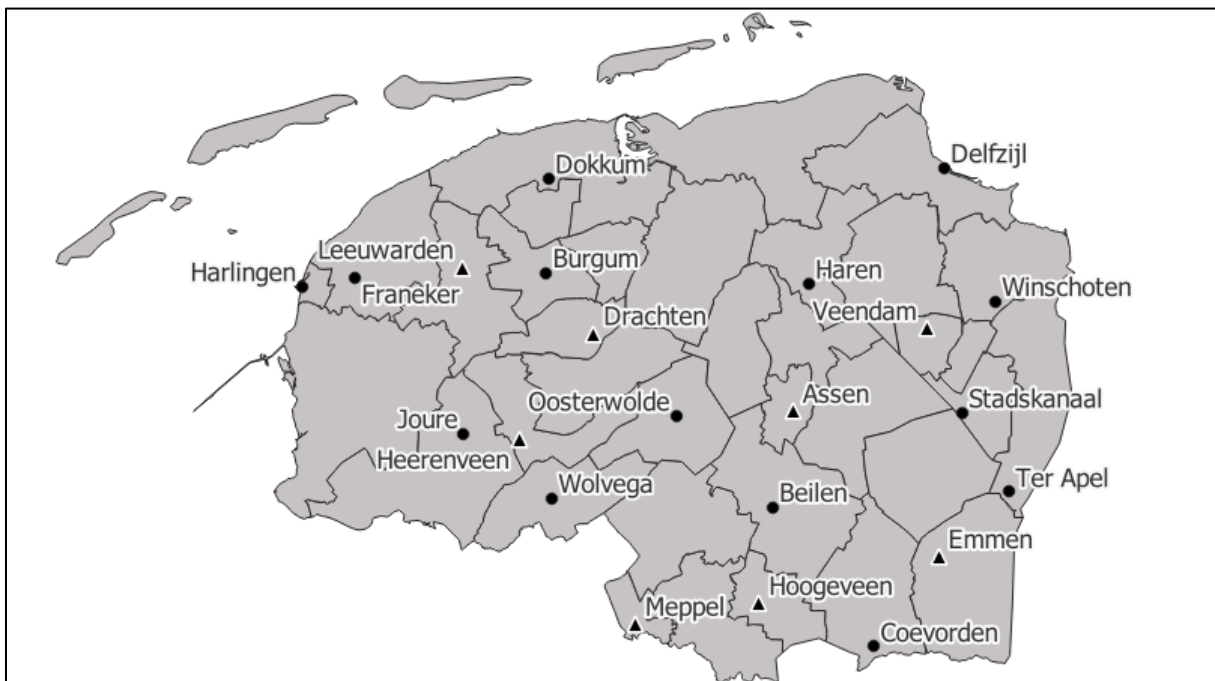 Delfzijl
Dokkum
Leeuwarden
Burgum
Harlingen
Franeker
Haren
Winschoten
Veendam
Drachten
Assen
Oosterwolde
Stadskanaal
Joure
Heerenveen
Ter Apel
Wolvega
Beilen
Emmen
Hoogeveen
Meppel
Coevorden